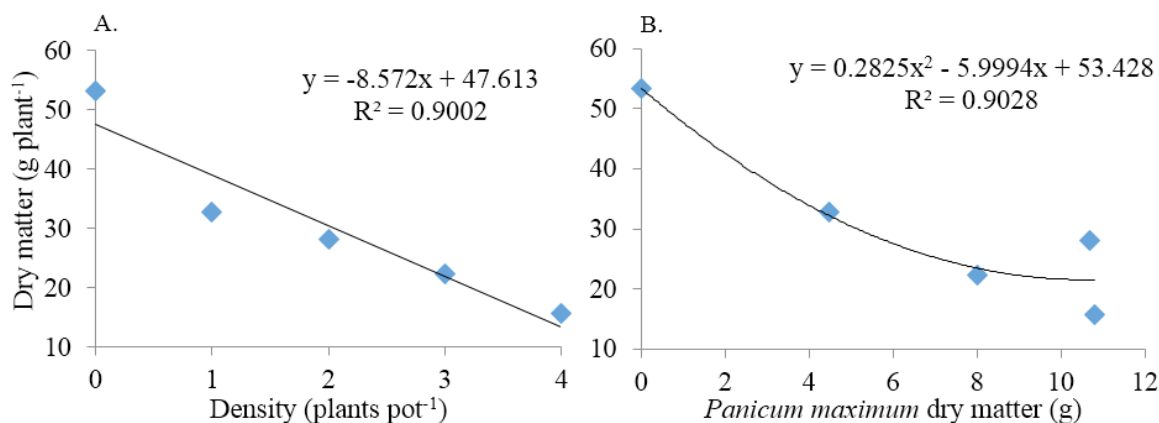 A.
60
50
40
30
20
10
0
1
2
3
4
Dry matter (g plant⁻¹)
Density (plants pot⁻¹)
y = -8.572x + 47.613
R² = 0.9002
B.
60
50
40
30
20
10
0
2
4
6
8
10
12
Panicum maximum dry matter (g)
y = 0.2825x² - 5.9994x + 53.428
R² = 0.9028